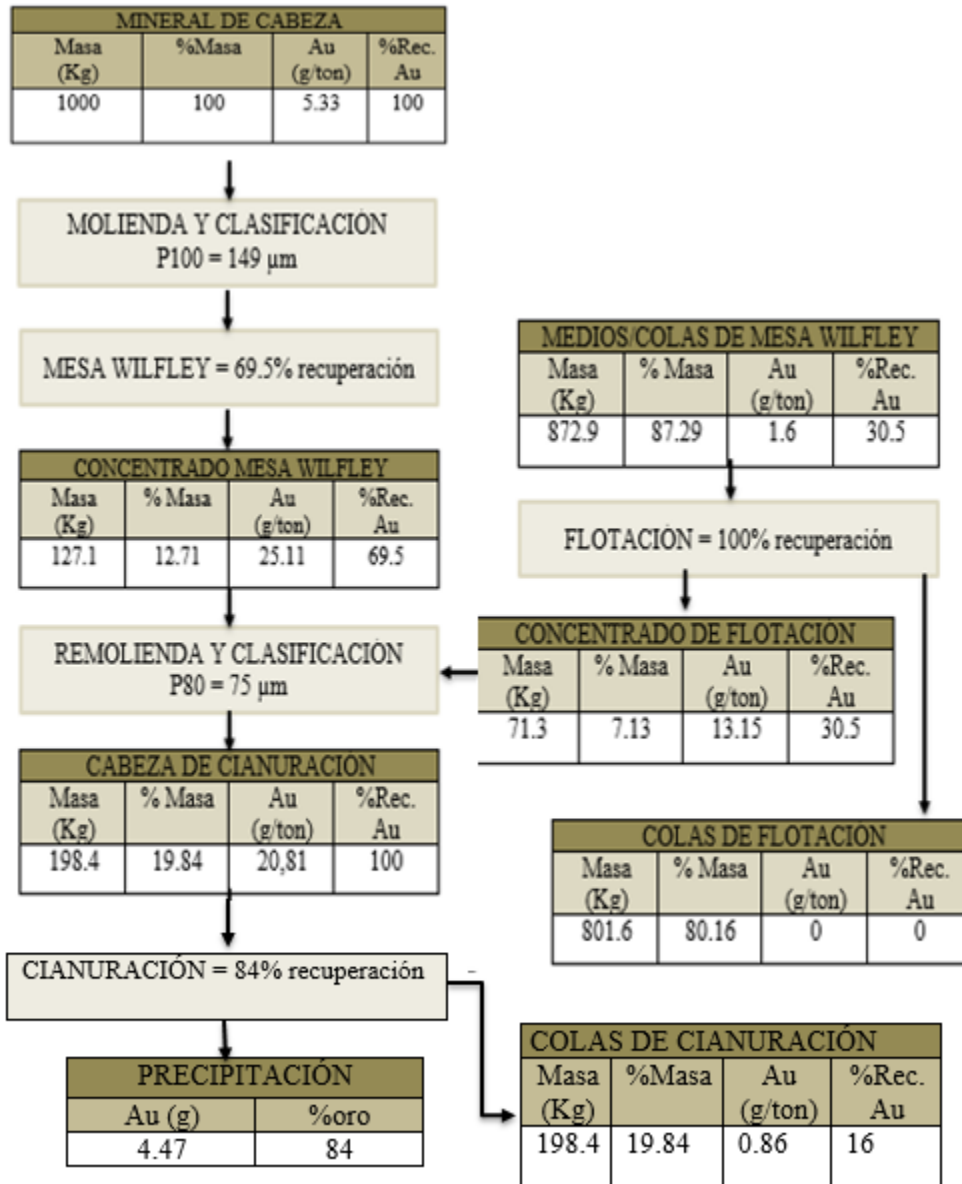 MINERAL DE CABEZA
Masa (Kg) %Masa Au (g/ton) %Rec. Au
1000 100 5.33 100
MOLIENDA Y CLASIFICACIÓN
P100 = 149 µm
MESA WILFLEY = 69.5% recuperación
CONCENTRADO MESA WILFLEY
Masa (Kg) % Masa Au (g/ton) %Rec. Au
127.1 12.71 25.11 69.5
REMOLIENDA Y CLASIFICACIÓN
P80 = 75 µm
CABEZA DE CIANURACIÓN
Masa (Kg) % Masa Au (g/ton) %Rec. Au
198.4 19.84 20,81 100
CIANURACIÓN = 84% recuperación
PRECIPITACIÓN
Au (g) %oro
4.47 84
MEDIOS/COLAS DE MESA WILFLEY
Masa (Kg) % Masa Au (g/ton) %Rec. Au
872.9 87.29 1.6 30.5
FLOTACIÓN = 100% recuperación
CONCENTRADO DE FLOTACIÓN
Masa (Kg) % Masa Au (g/ton) %Rec. Au
71.3 7.13 13.15 30.5
COLAS DE FLOTACIÓN
Masa (Kg) % Masa Au (g/ton) %Rec. Au
801.6 80.16 0 0
COLAS DE CIANURACIÓN
Masa (Kg) %Masa Au (g/ton) %Rec. Au
198.4 19.84 0.86 16